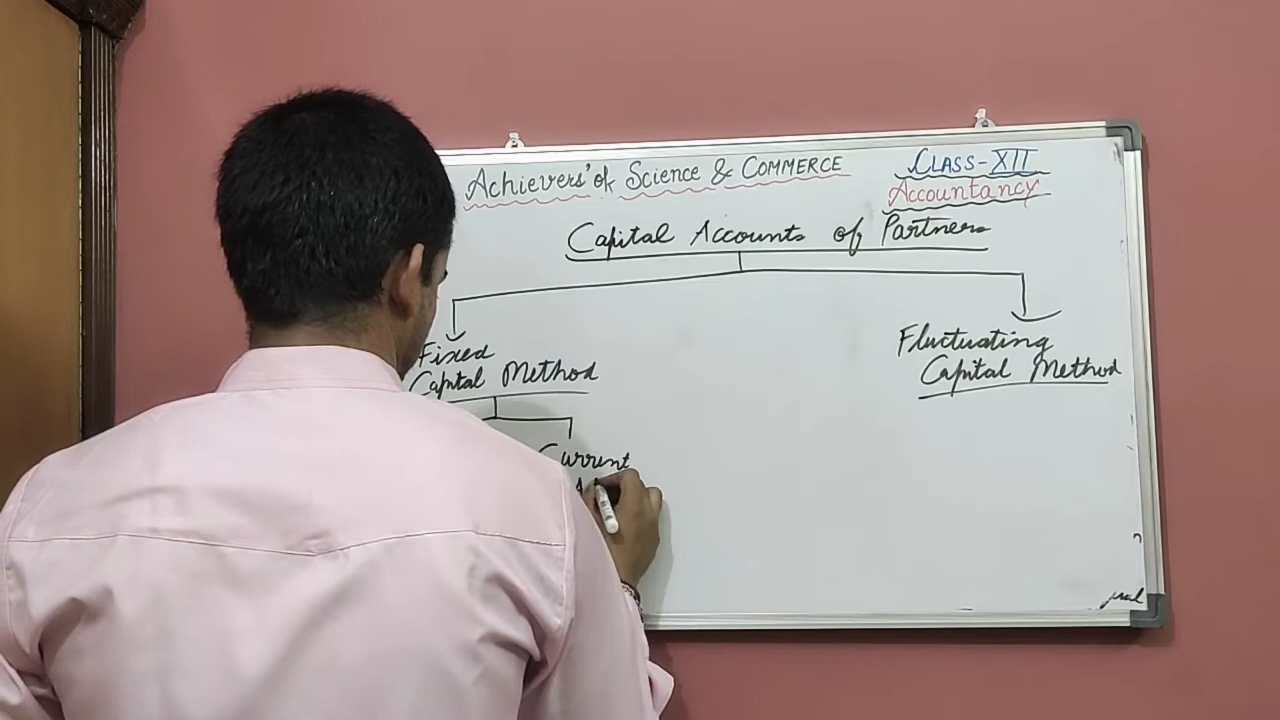 Achievers' of Science & COMMERCE
CLASS-XII
Accountancy
Capital Accounts of Partners
Fixed
Capital Method
Fluctuating
Capital Method
Current